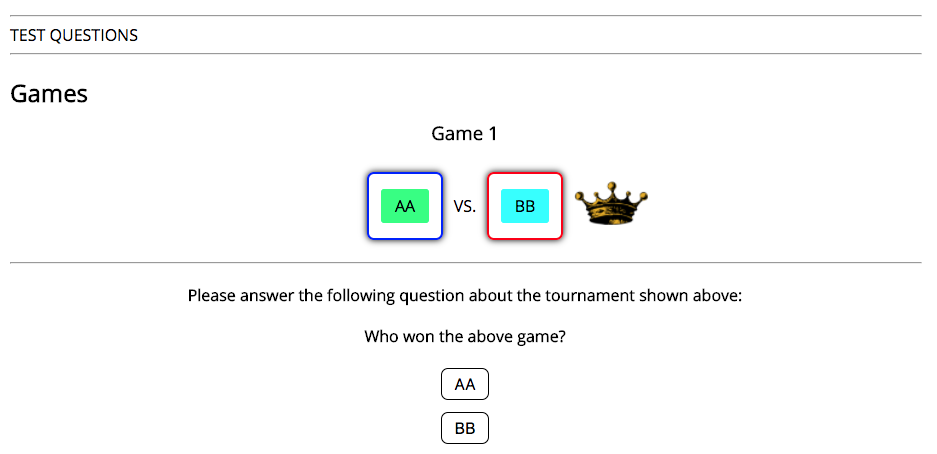 TEST QUESTIONS
Games
Game 1
AA vs. BB
Please answer the following question about the tournament shown above:
Who won the above game?
AA
BB